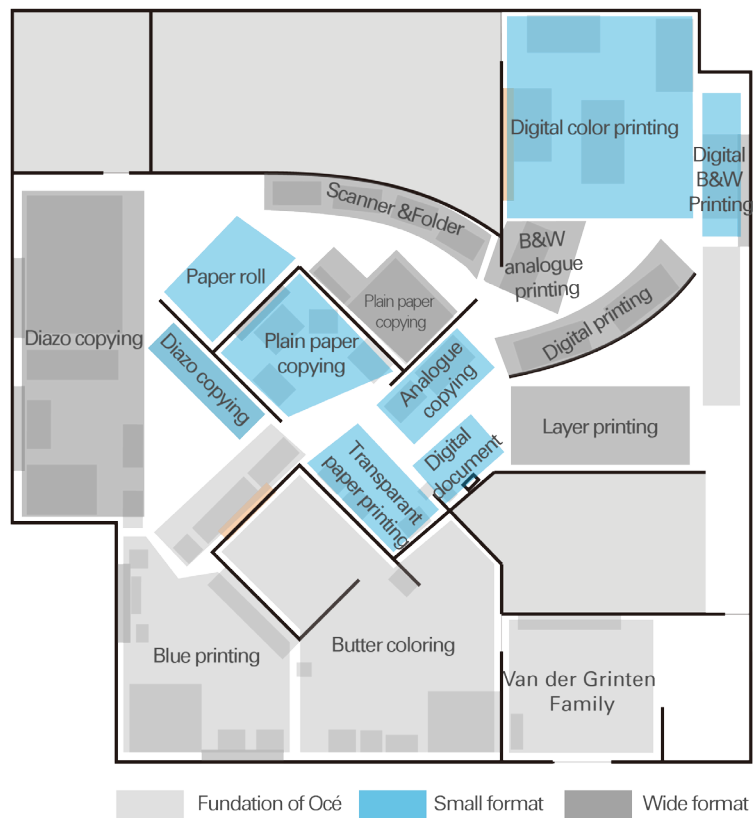 Digital color printing
Digital
B&W
Printing
Scanner &Folder
B&W
analogue
printing
Paper roll
Plain paper
copying
Digital printing
Diazo copying
Diazo copying
Plain paper
copying
Analogue
copying
Layer printing
Digital
document
Transparant
paper printing
Blue printing
Butter coloring
Van der Grinten
Family
Fundation of Océ
Small format
Wide format